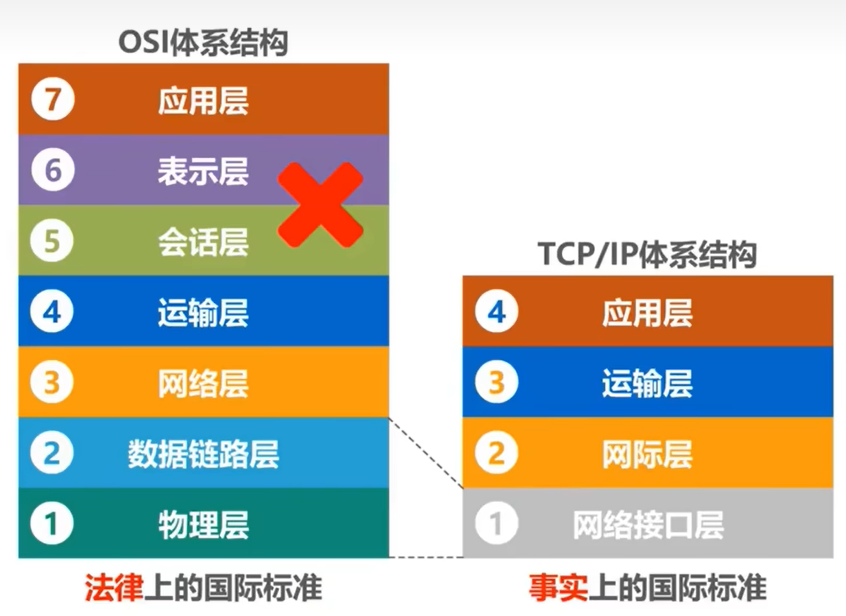 OSI体系结构
7 应用层
6 表示层
5 会话层
4 运输层
3 网络层
2 数据链路层
1 物理层
法律上的国际标准
TCP/IP体系结构
4 应用层
3 运输层
2 网际层
1 网络接口层
事实上的国际标准